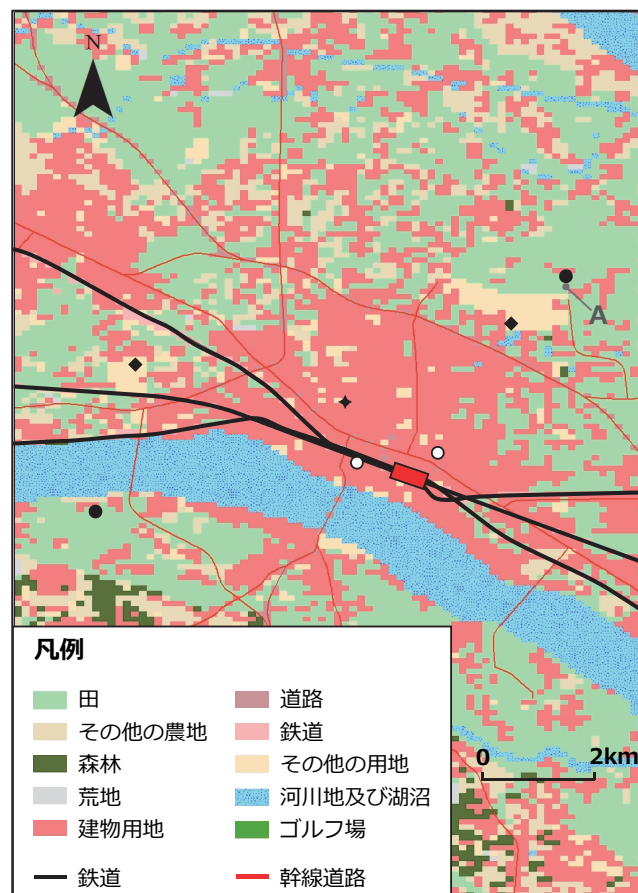 N
A
凡例
田
道路
その他の農地
鉄道
森林
その他の用地
荒地
河川地及び湖沼
建物用地
ゴルフ場
鉄道
幹線道路
0 2km